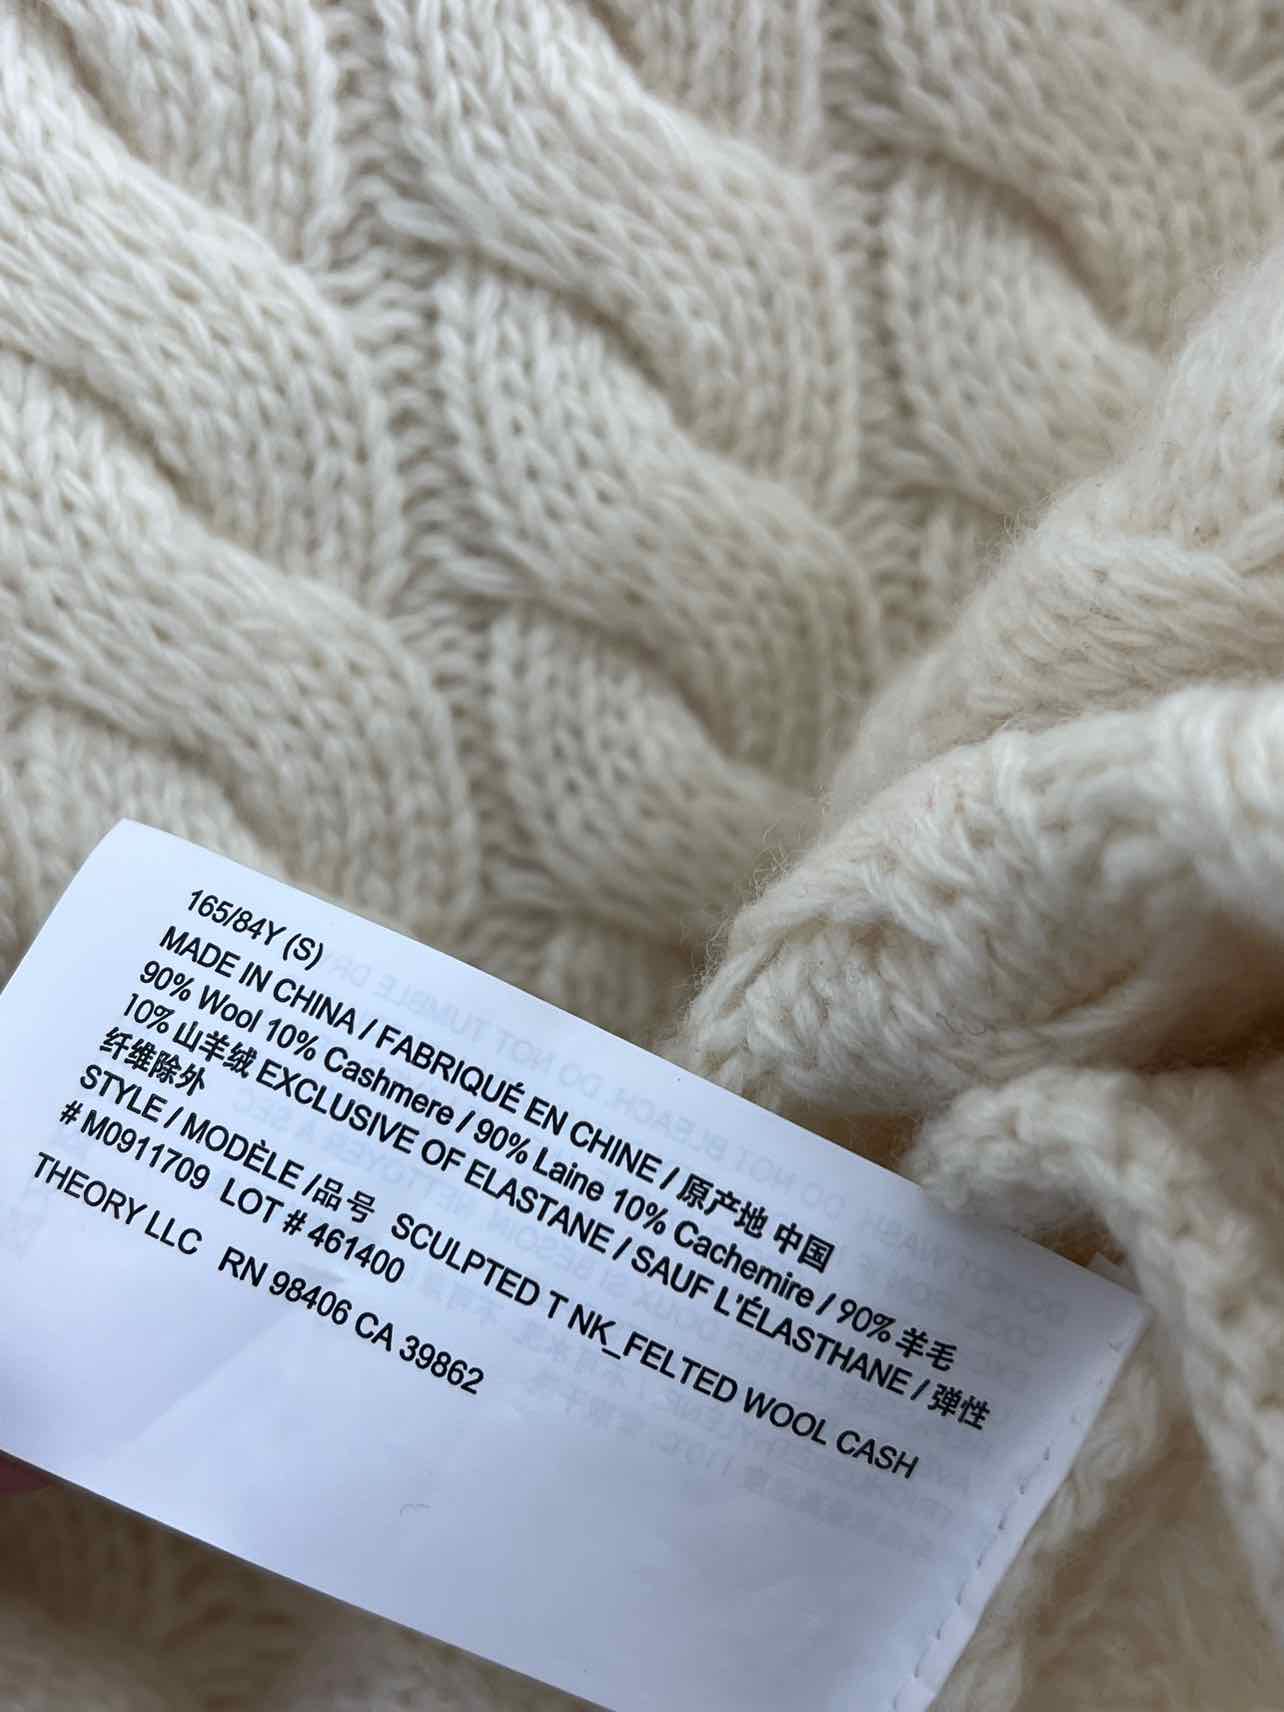 165/84Y (S)
MADE IN CHINA / FABRIQUÉ EN CHINE / 原产地 中国
90% Wool 10% Cashmere / 90% Laine 10% Cachemire / 90% 羊毛
10% 山羊绒 EXCLUSIVE OF ELASTANE / SAUF L'ÉLASTHANE / 弹性
纤维除外
STYLE / MODÈLE /品号 SCULPTED T NK_FELTED WOOL CASH
# M0911709 LOT # 461400
THEORY LLC RN 98406 CA 39862